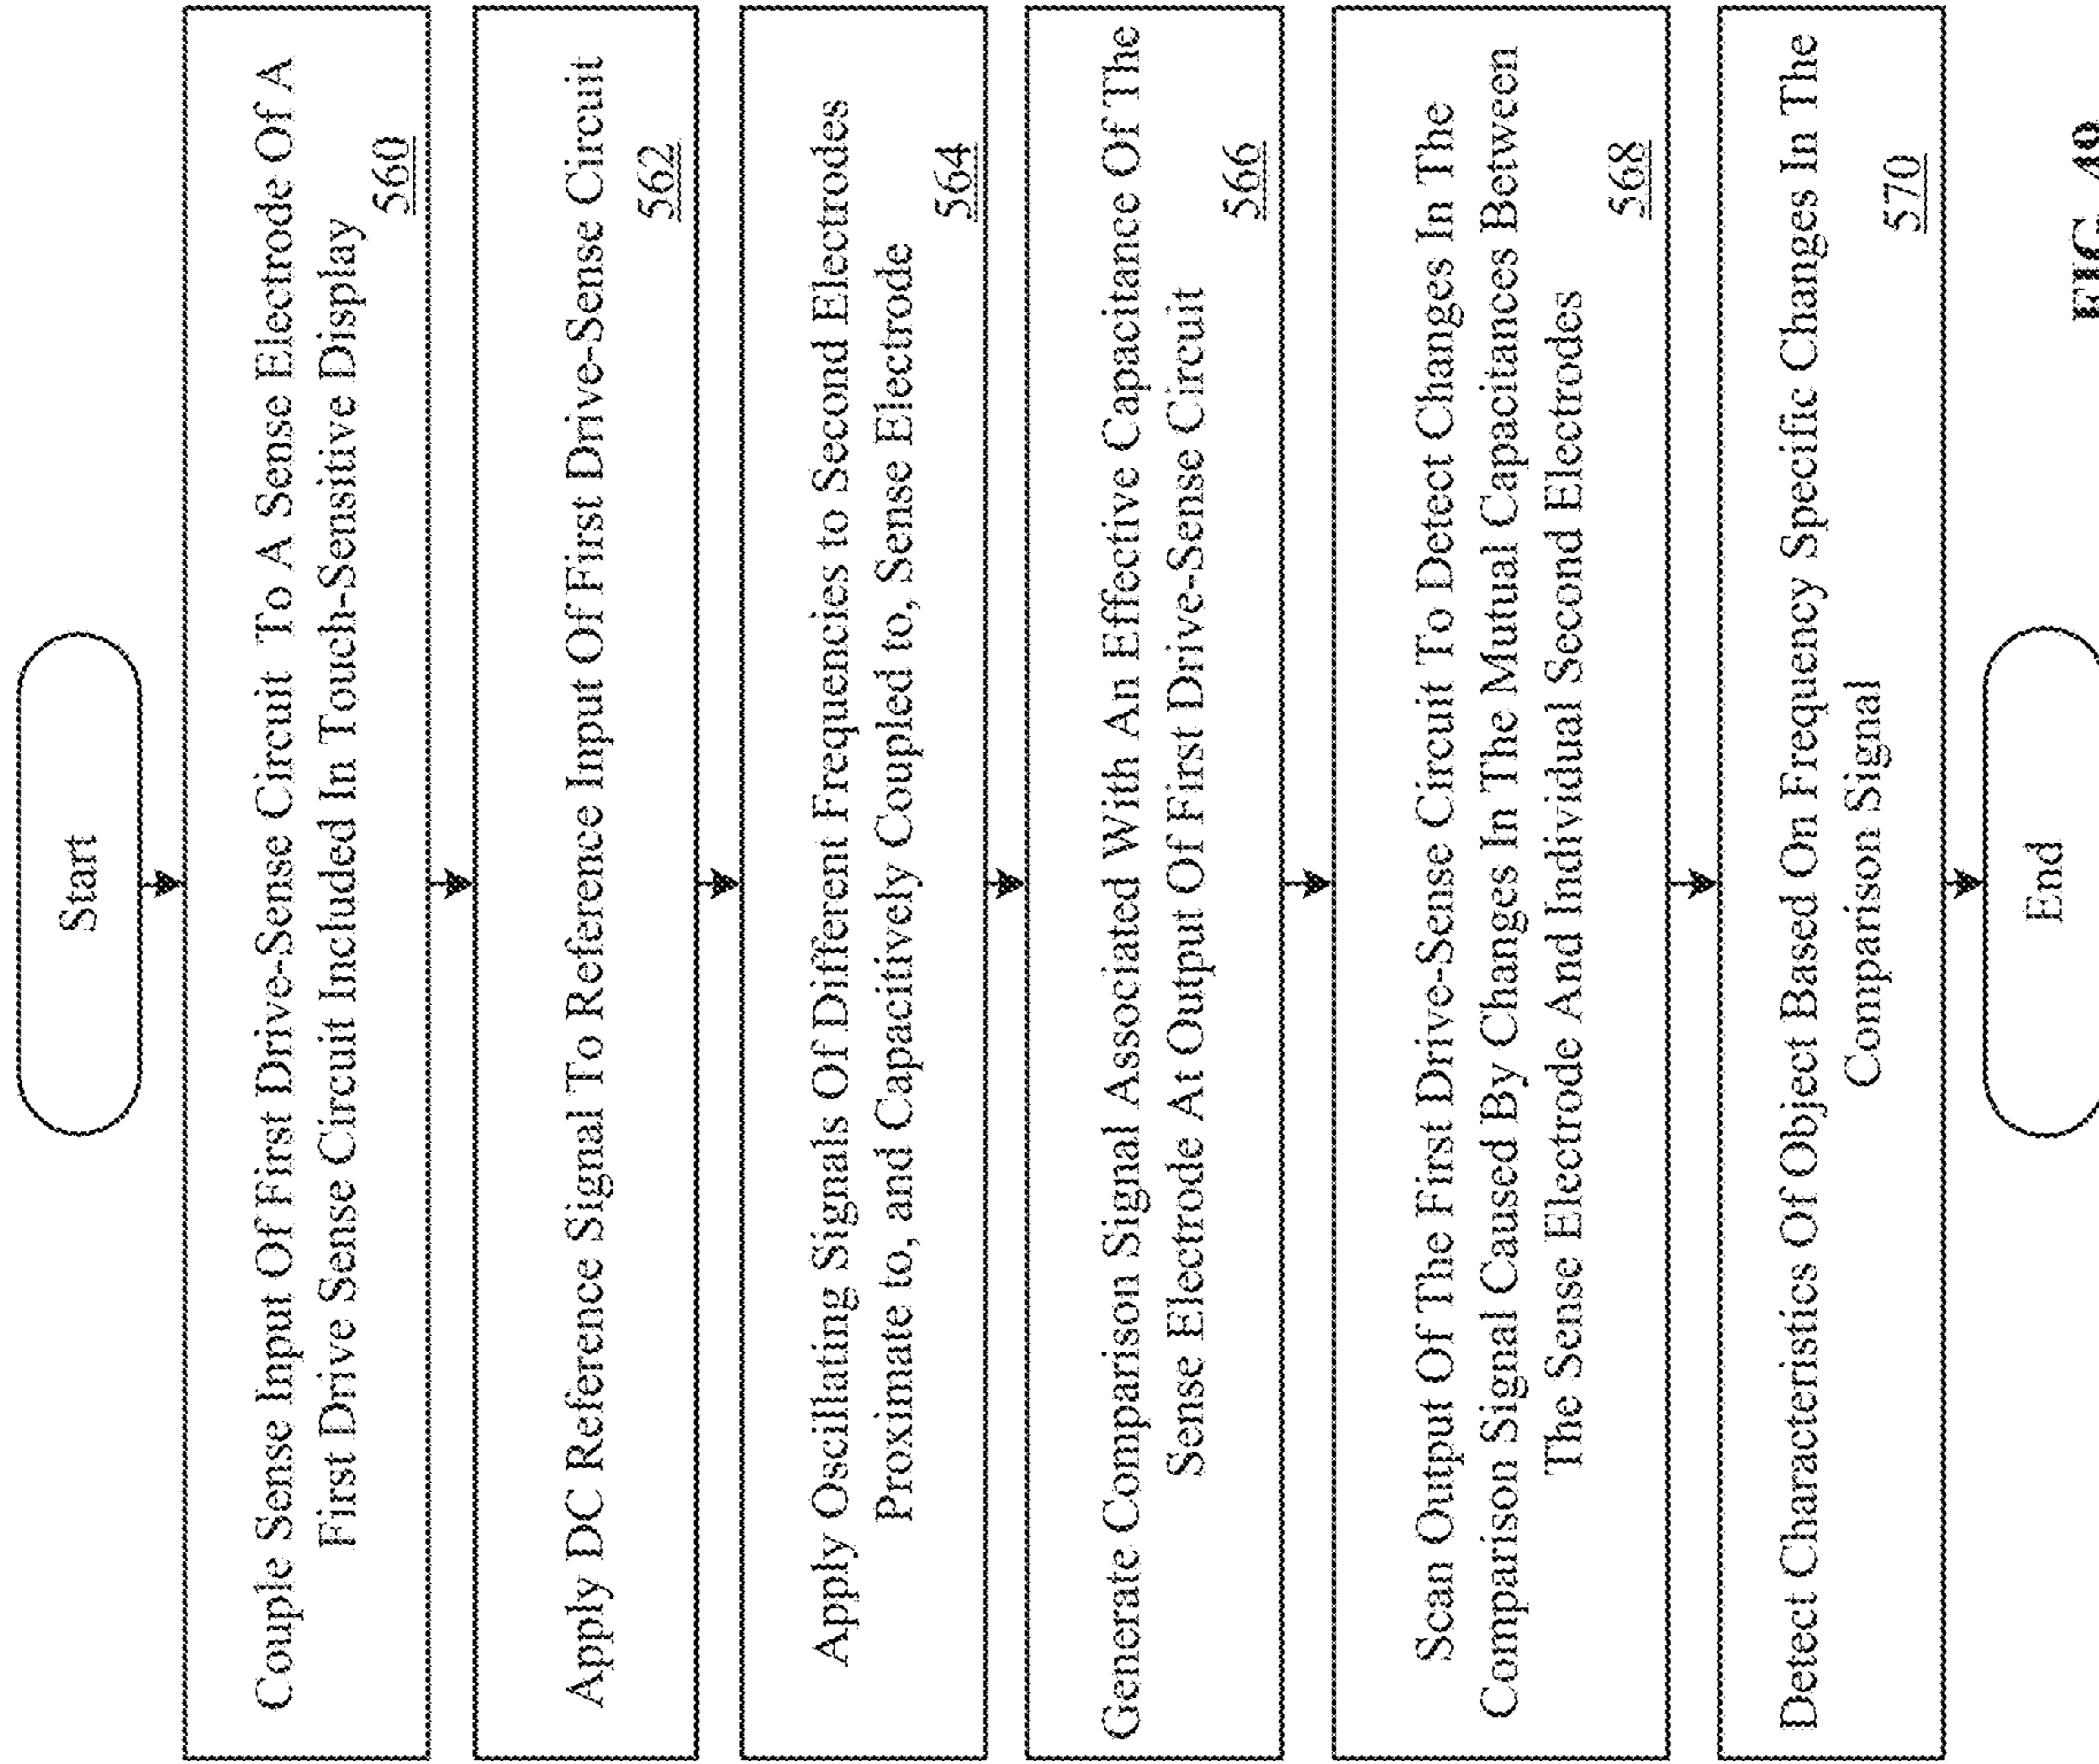 Start
Couple Sense Input Of First Drive-Sense Circuit To A Sense Electrode Of A
First Drive Sense Circuit Included In Touch-Sensitive Display
560
Apply DC Reference Signal To Reference Input Of First Drive-Sense Circuit
562
Apply Oscillating Signals Of Different Frequencies to Second Electrodes
Proximate to, and Capacitively Coupled to, Sense Electrode
564
Generate Comparison Signal Associated With An Effective Capacitance Of The
Sense Electrode At Output Of First Drive-Sense Circuit
566
Scan Output Of The First Drive-Sense Circuit To Detect Changes In The
Comparison Signal Caused By Changes In The Mutual Capacitances Between
The Sense Electrode And Individual Second Electrodes
568
Detect Characteristics Of Object Based On Frequency Specific Changes In The
Comparison Signal
570
End
FIG. 49